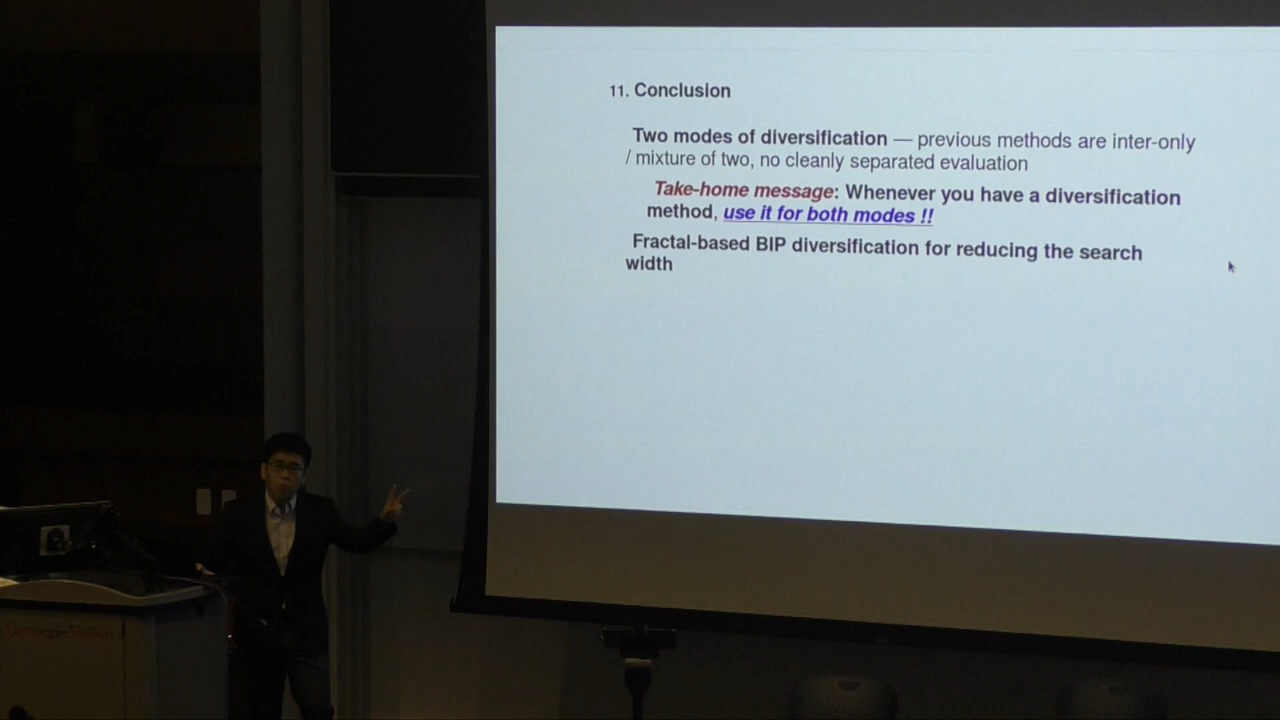 11. Conclusion
Two modes of diversification — previous methods are inter-only
/ mixture of two, no cleanly separated evaluation
Take-home message: Whenever you have a diversification
method, use it for both modes !!
Fractal-based BIP diversification for reducing the search
width
Carnegie Mellon